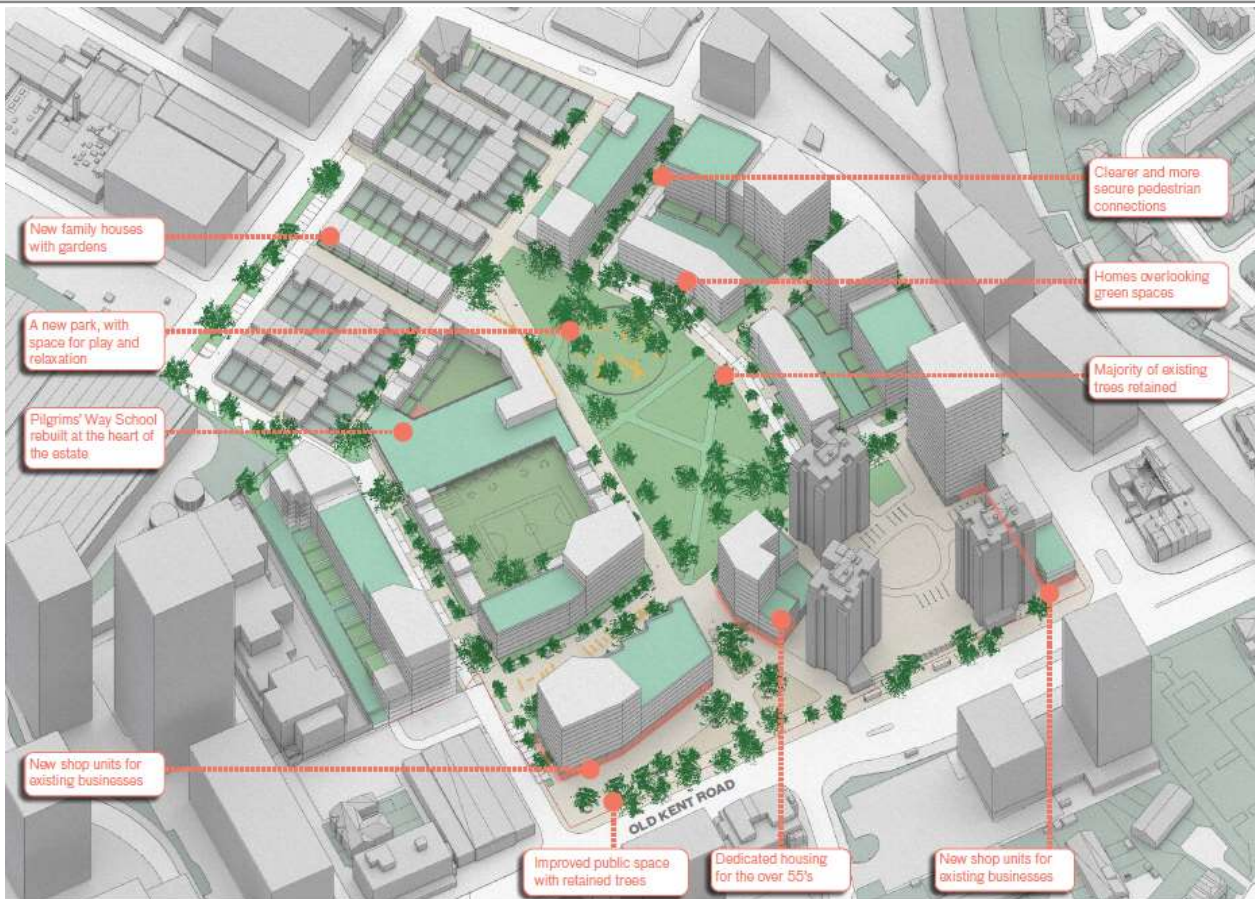 Clearer and more
secure pedestrian
connections
New family houses
with gardens
Homes overlooking
green spaces
A new park, with
space for play and
relaxation
Majority of existing
trees retained
Pilgrims' Way School
rebuilt at the heart of
the estate
New shop units for
existing businesses
OLD KENT ROAD
Improved public space
with retained trees
Dedicated housing
for the over 55's
New shop units for
existing businesses